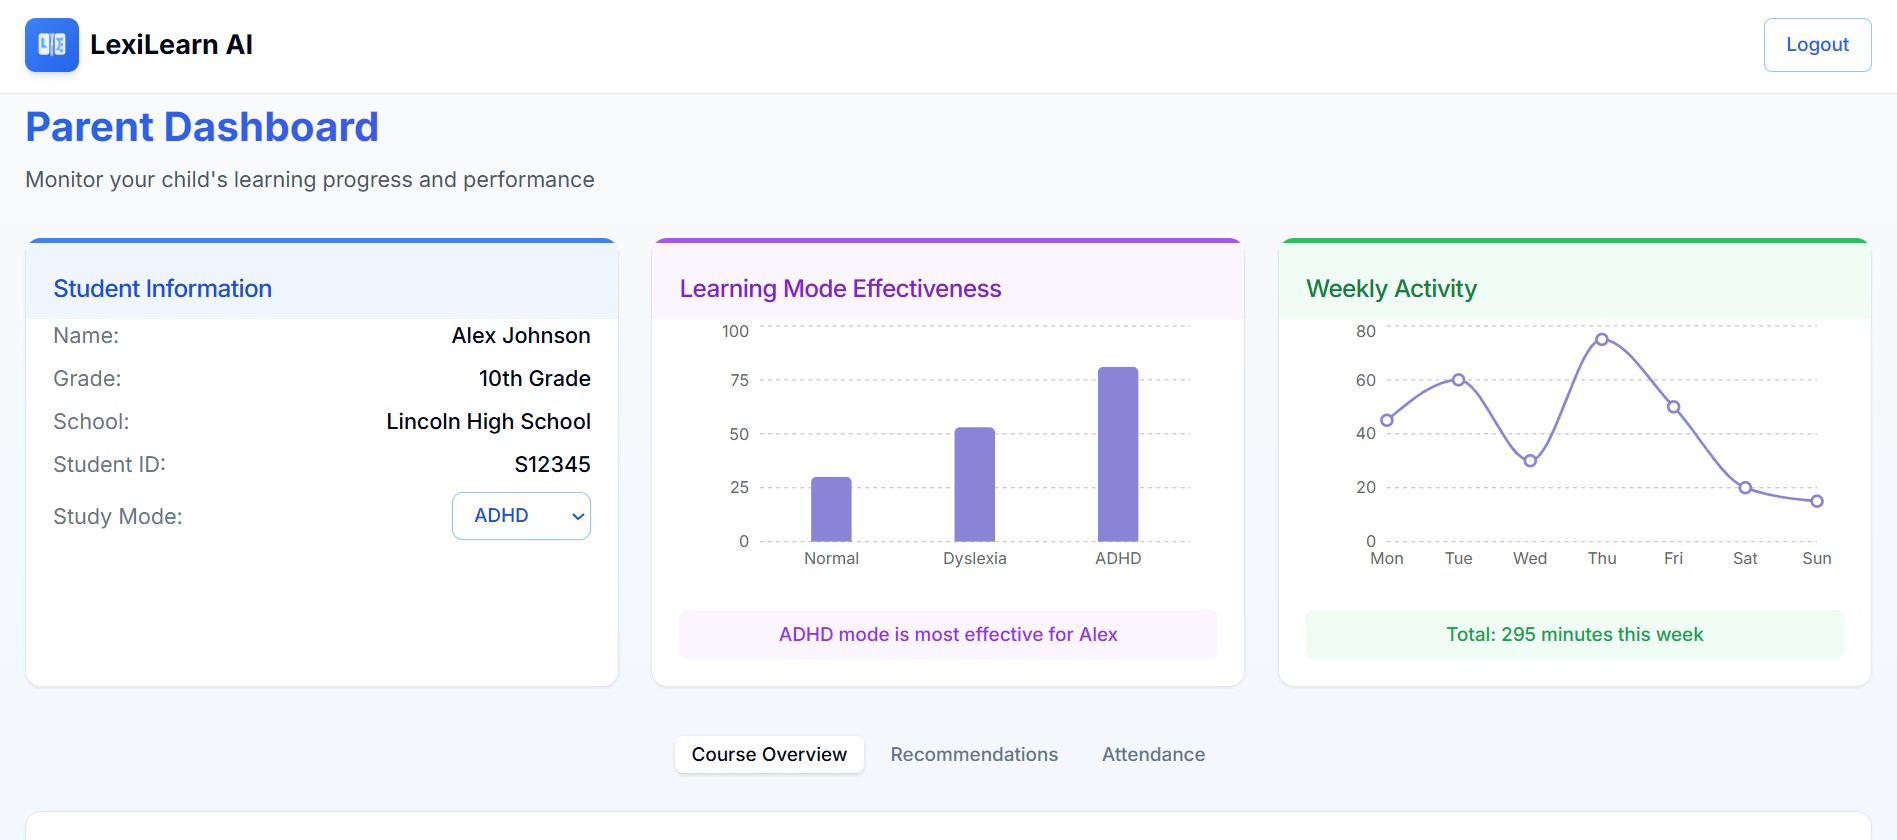 LexiLearn AI
Logout
Parent Dashboard
Monitor your child's learning progress and performance
Student Information
Name: Alex Johnson
Grade: 10th Grade
School: Lincoln High School
Student ID: S12345
Study Mode: ADHD
Learning Mode Effectiveness
100
75
50
25
0
Normal Dyslexia ADHD
ADHD mode is most effective for Alex
Weekly Activity
80
60
40
20
0
Mon Tue Wed Thu Fri Sat Sun
Total: 295 minutes this week
Course Overview Recommendations Attendance